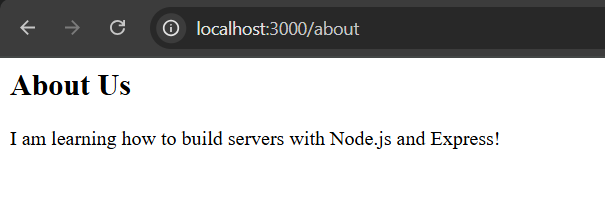 localhost:3000/about
About Us
I am learning how to build servers with Node.js and Express!